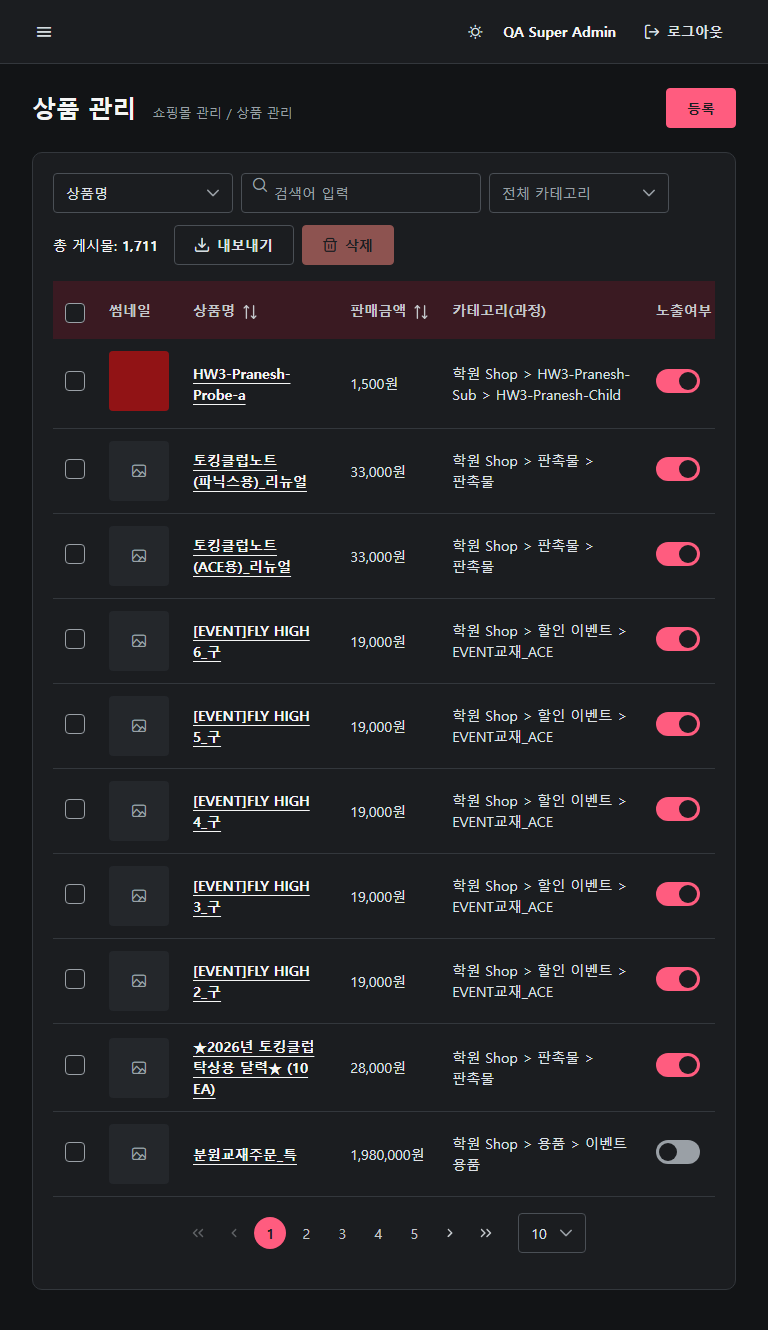 QA Super Admin 로그아웃
상품 관리 쇼핑몰 관리 / 상품 관리 등록
상품명 검색어 입력 전체 카테고리
총 게시물: 1,711 내보내기 삭제
썸네일 상품명 판매금액 카테고리(과정) 노출여부
HW3-Pranesh-
Probe-a
1,500원
학원 Shop > HW3-Pranesh-
Sub > HW3-Pranesh-Child
토킹클럽노트
(파닉스용)_리뉴얼
33,000원
학원 Shop > 판촉물 >
판촉물
토킹클럽노트
(ACE용)_리뉴얼
33,000원
학원 Shop > 판촉물 >
판촉물
[EVENT]FLY HIGH
6_구
19,000원
학원 Shop > 할인 이벤트 >
EVENT교재_ACE
[EVENT]FLY HIGH
5_구
19,000원
학원 Shop > 할인 이벤트 >
EVENT교재_ACE
[EVENT]FLY HIGH
4_구
19,000원
학원 Shop > 할인 이벤트 >
EVENT교재_ACE
[EVENT]FLY HIGH
3_구
19,000원
학원 Shop > 할인 이벤트 >
EVENT교재_ACE
[EVENT]FLY HIGH
2_구
19,000원
학원 Shop > 할인 이벤트 >
EVENT교재_ACE
★2026년 토킹클럽
탁상용 달력★ (10
EA)
28,000원
학원 Shop > 판촉물 >
판촉물
분원교재주문_특
1,980,000원
학원 Shop > 용품 > 이벤트
용품
« ‹ 1 2 3 4 5 › » 10